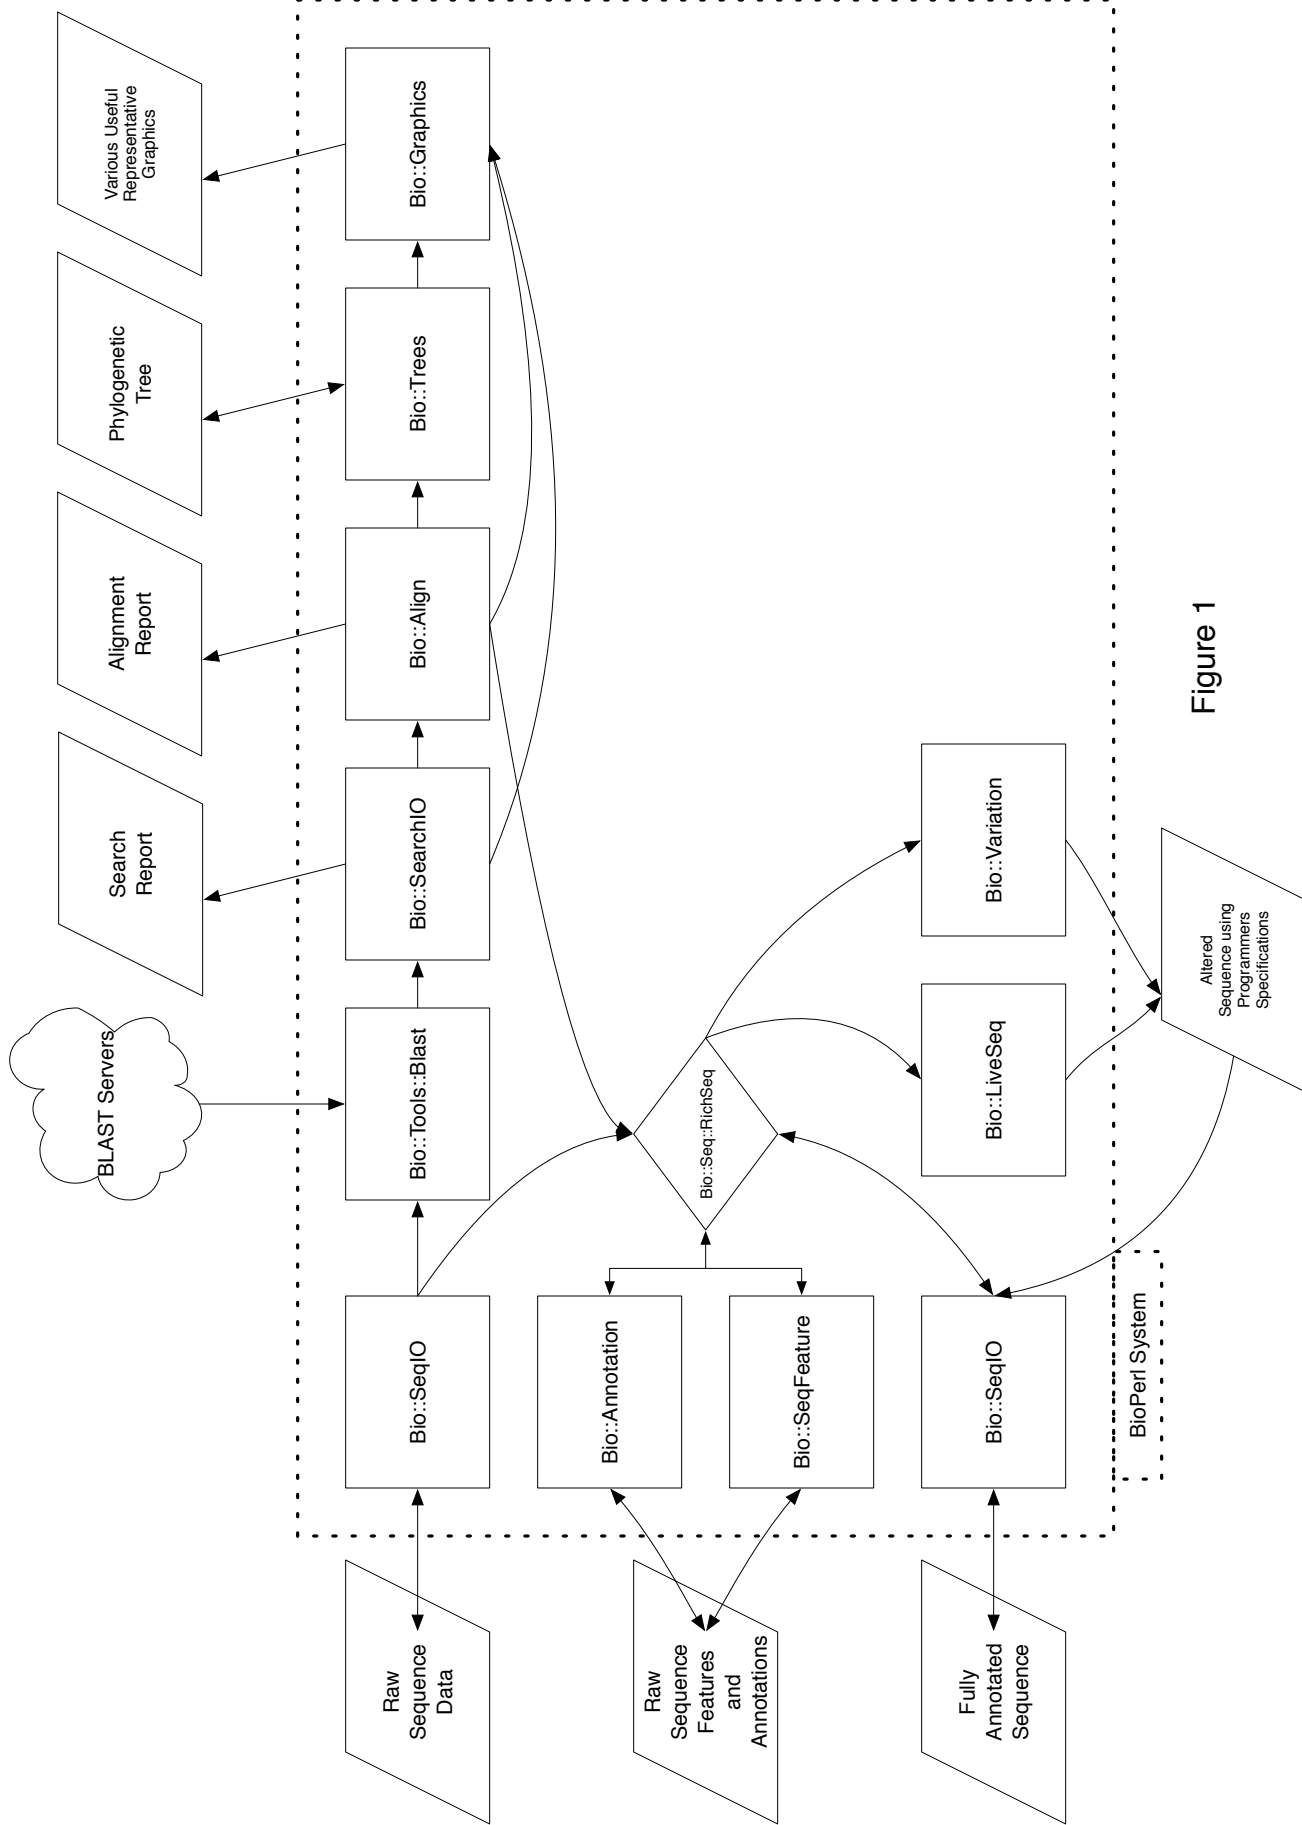 BLAST Servers
Search
Report
Alignment
Report
Phylogenetic
Tree
Various Useful
Representative
Graphics
Raw
Sequence
Data
Bio::SeqIO
Bio::Tools::Blast
Bio::SearchIO
Bio::Align
Bio::Trees
Bio::Graphics
Raw
Sequence
Features
and
Annotations
Bio::Annotation
Bio::SeqFeature
Bio::Seq::RichSeq
Fully
Annotated
Sequence
Bio::SeqIO
Bio::LiveSeq
Bio::Variation
BioPerl System
Altered
Sequence using
Programmers
Specifications
Figure 1